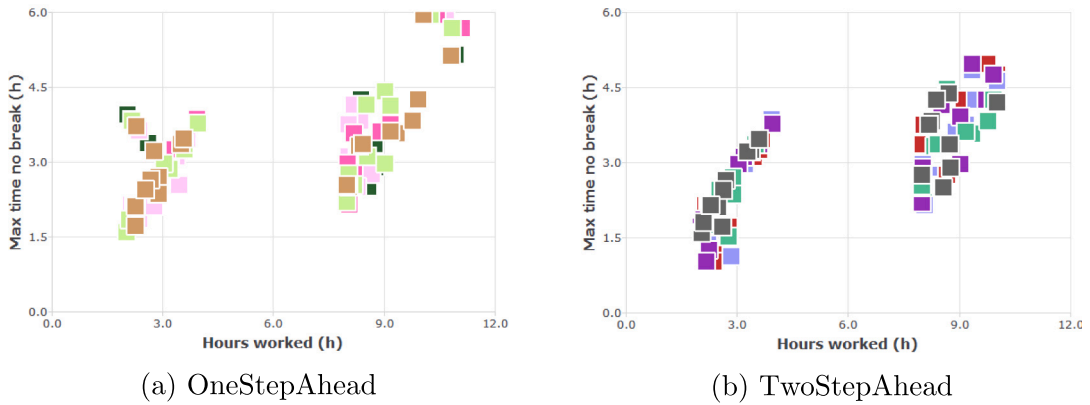 6.0
4.5
3.0
1.5
0.0
Max time no break (h)
0.0 3.0 6.0 9.0 12.0
Hours worked (h)
(a) OneStepAhead
6.0
4.5
3.0
1.5
0.0
Max time no break (h)
0.0 3.0 6.0 9.0 12.0
Hours worked (h)
(b) TwoStepAhead